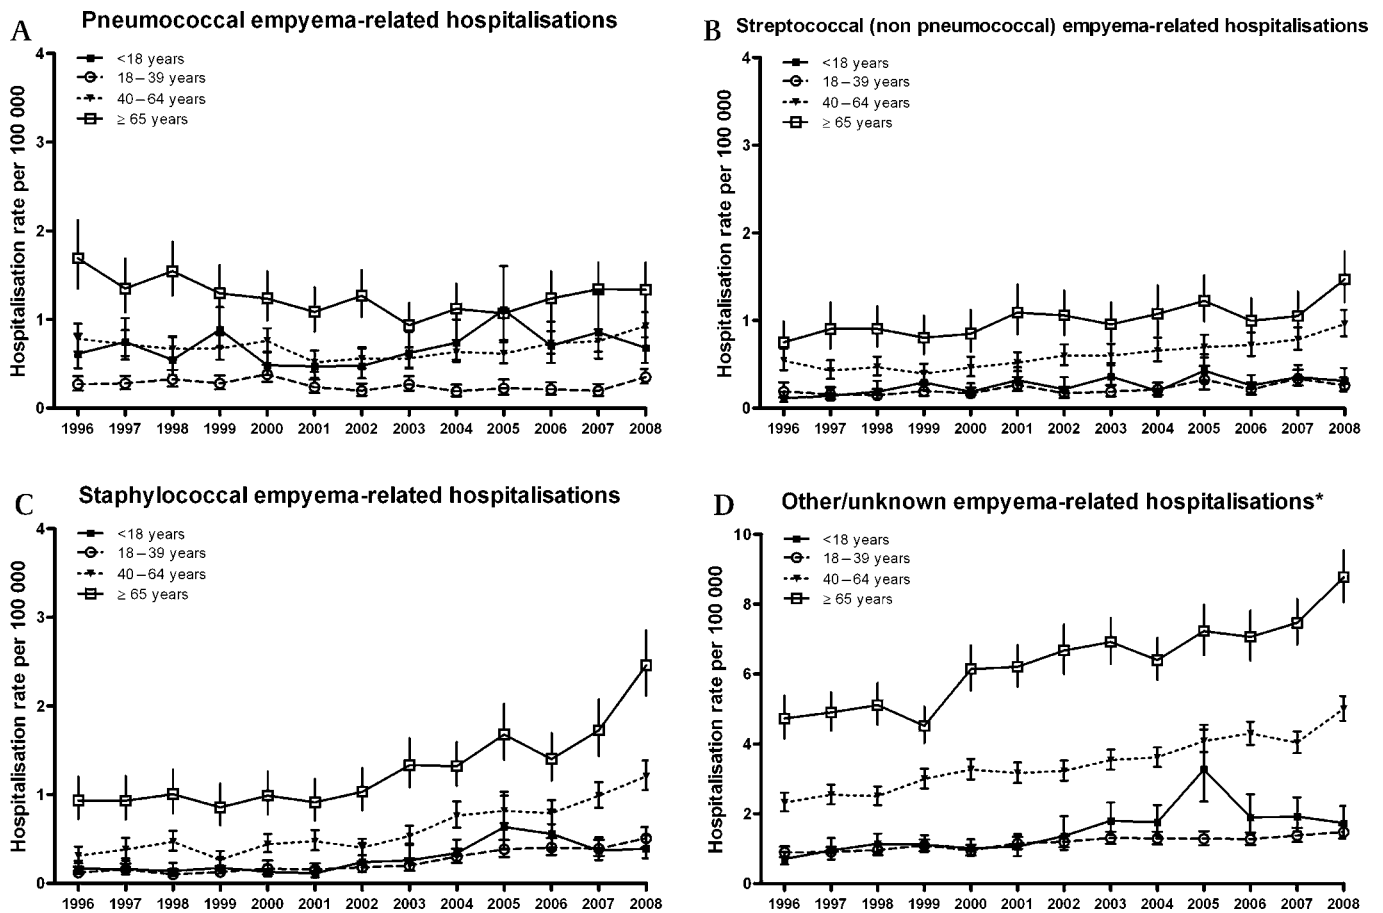 A
Pneumococcal empyema-related hospitalisations
<18 years
18–39 years
40–64 years
≥ 65 years
Hospitalisation rate per 100 000
4
3
2
1
0
1996 1997 1998 1999 2000 2001 2002 2003 2004 2005 2006 2007 2008
B
Streptococcal (non pneumococcal) empyema-related hospitalisations
<18 years
18–39 years
40–64 years
≥ 65 years
Hospitalisation rate per 100 000
4
3
2
1
0
1996 1997 1998 1999 2000 2001 2002 2003 2004 2005 2006 2007 2008
C
Staphylococcal empyema-related hospitalisations
<18 years
18–39 years
40–64 years
≥ 65 years
Hospitalisation rate per 100 000
4
3
2
1
0
1996 1997 1998 1999 2000 2001 2002 2003 2004 2005 2006 2007 2008
D
Other/unknown empyema-related hospitalisations*
<18 years
18–39 years
40–64 years
≥ 65 years
Hospitalisation rate per 100 000
10
8
6
4
2
0
1996 1997 1998 1999 2000 2001 2002 2003 2004 2005 2006 2007 2008